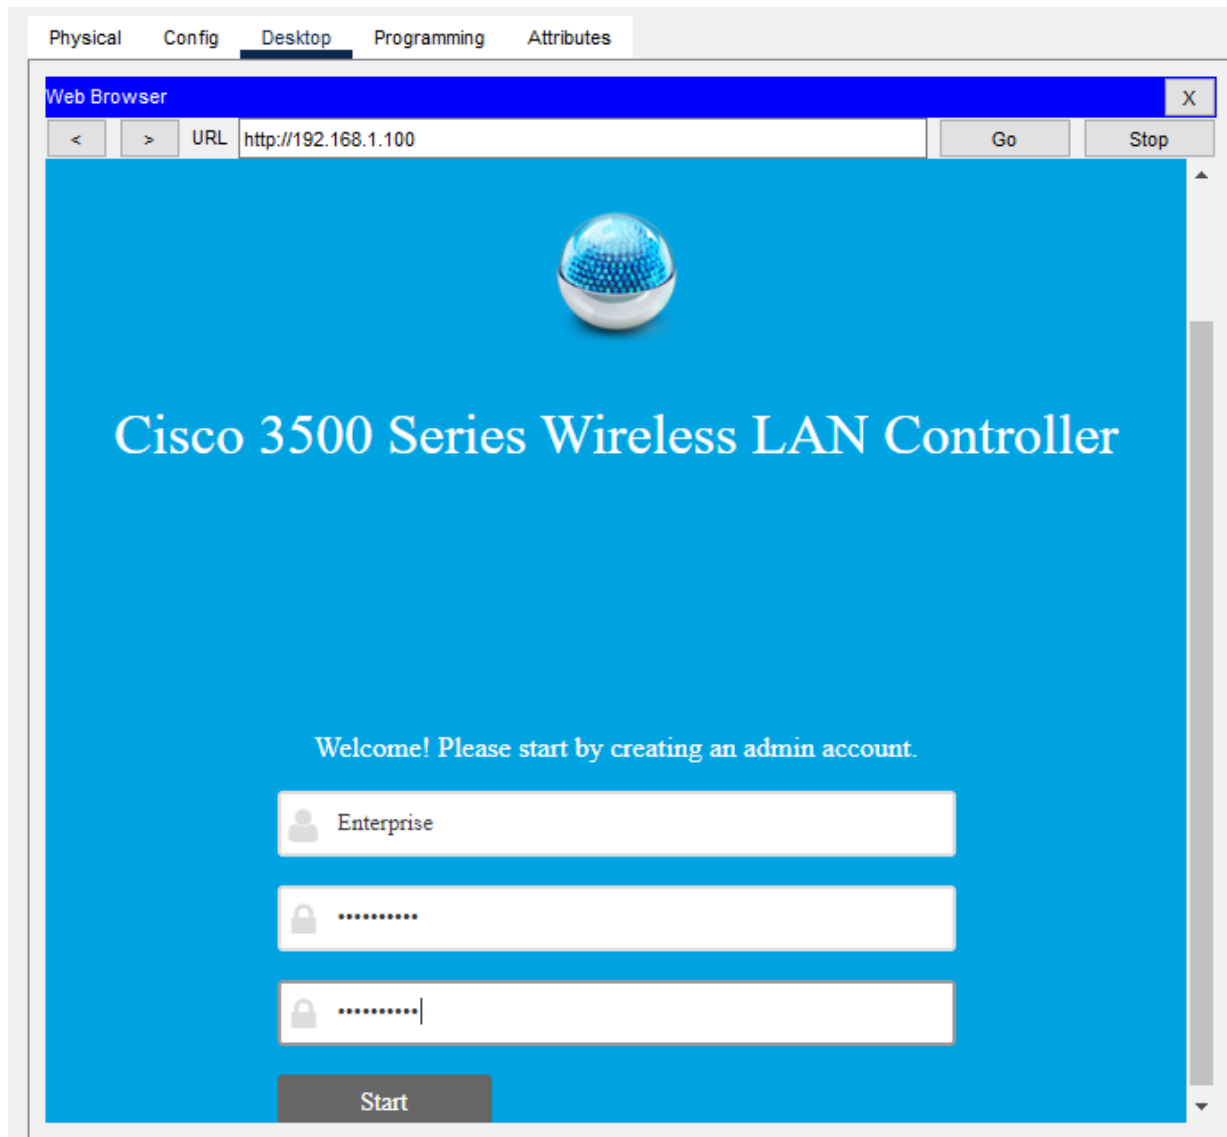 Physical Config Desktop Programming Attributes
Web Browser X
< > URL http://192.168.1.100 Go Stop
Cisco 3500 Series Wireless LAN Controller
Welcome! Please start by creating an admin account.
Enterprise
••••••••••
••••••••••
Start